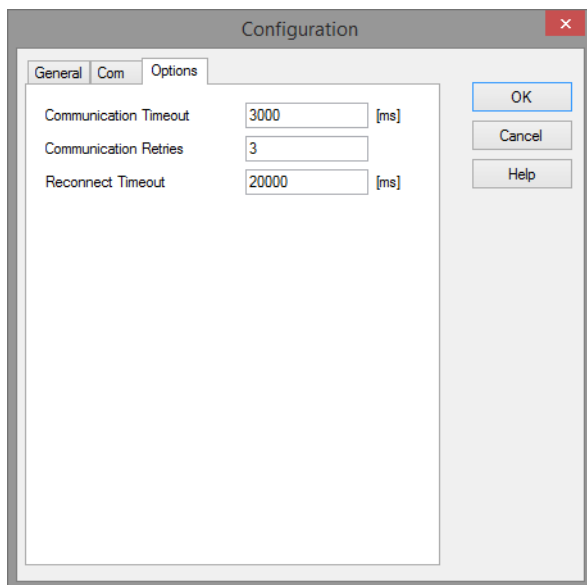 Configuration
General Com Options
Communication Timeout 3000 [ms]
Communication Retries 3
Reconnect Timeout 20000 [ms]
OK
Cancel
Help